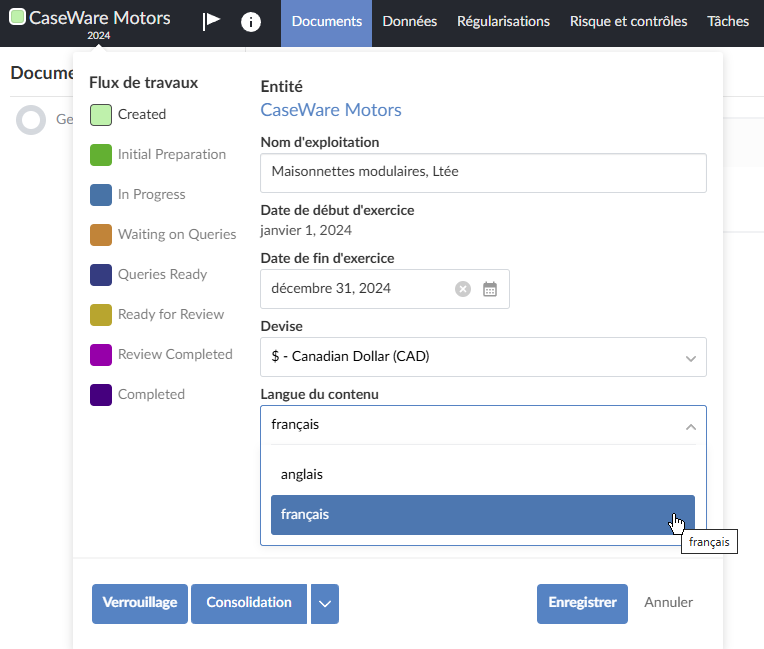 CaseWare Motors
2024
Documents
Données
Régularisations
Risque et contrôles
Tâches
Docume
Ge
Flux de travaux
Created
Initial Preparation
In Progress
Waiting on Queries
Queries Ready
Ready for Review
Review Completed
Completed
Entité
CaseWare Motors
Nom d'exploitation
Maisonnettes modulaires, Ltée
Date de début d'exercice
janvier 1, 2024
Date de fin d'exercice
décembre 31, 2024
Devise
$ - Canadian Dollar (CAD)
Langue du contenu
français
anglais
français
français
Verrouillage
Consolidation
Enregistrer
Annuler